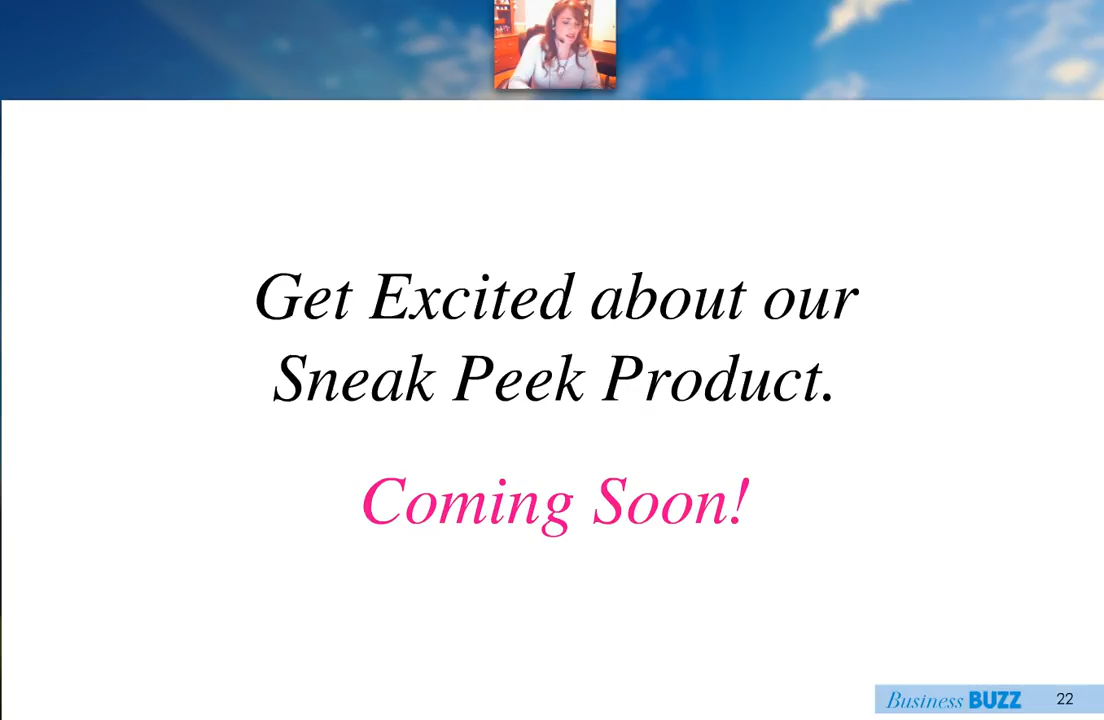 Get Excited about our
Sneak Peek Product.
Coming Soon!
Business BUZZ 22